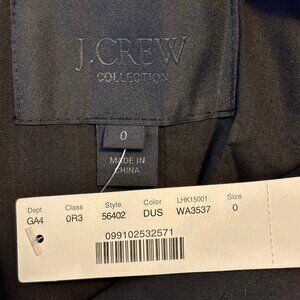 J.CREW
COLLECTION
0
MADE IN
CHINA
Dept Class Style Color LHK15001 Size
GA4 0R3 56402 DUS WA3537 0
099102532571